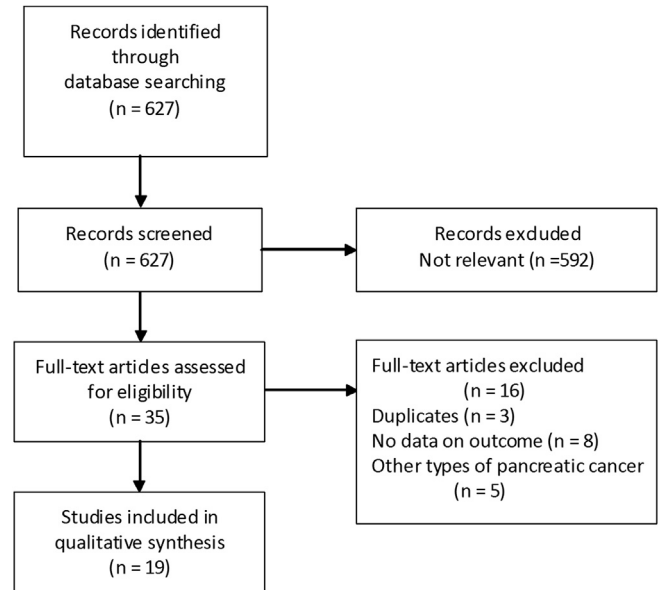 Records identified
through
database searching
(n = 627)
Records screened
(n = 627)
Records excluded
Not relevant (n =592)
Full-text articles assessed
for eligibility
(n = 35)
Full-text articles excluded
(n = 16)
Duplicates (n = 3)
No data on outcome (n = 8)
Other types of pancreatic cancer
(n = 5)
Studies included in
qualitative synthesis
(n = 19)